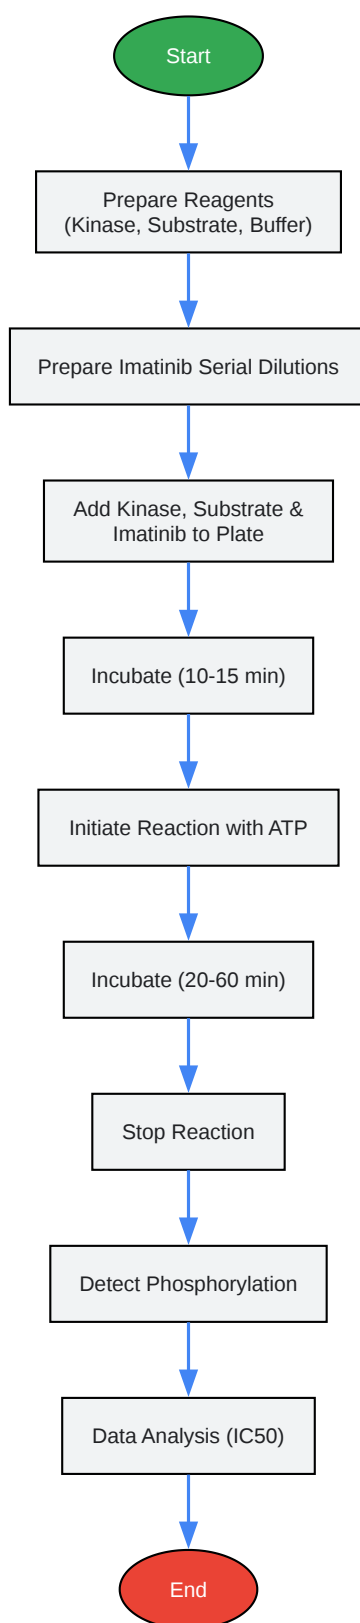 Start
Prepare Reagents
(Kinase, Substrate, Buffer)
Prepare Imatinib Serial Dilutions
Add Kinase, Substrate &
Imatinib to Plate
Incubate (10-15 min)
Initiate Reaction with ATP
Incubate (20-60 min)
Stop Reaction
Detect Phosphorylation
Data Analysis (IC50)
End